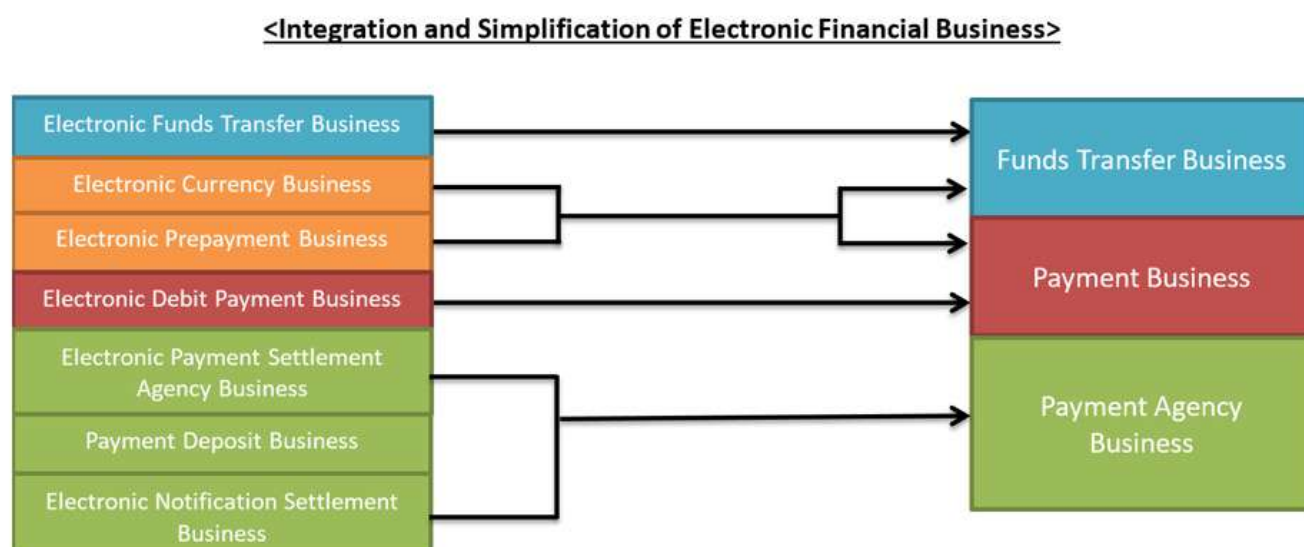 <Integration and Simplification of Electronic Financial Business>
Electronic Funds Transfer Business
Electronic Currency Business
Electronic Prepayment Business
Electronic Debit Payment Business
Electronic Payment Settlement
Agency Business
Payment Deposit Business
Electronic Notification Settlement
Business
Funds Transfer Business
Payment Business
Payment Agency
Business